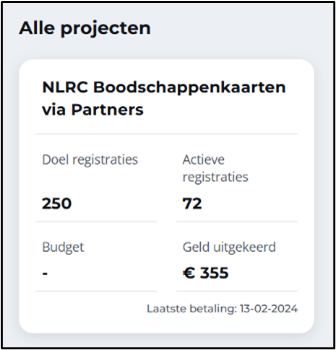 Alle projecten
NLRC Boodschappenkaarten
via Partners
Doel registraties
Actieve
registraties
250
72
Budget
Geld uitgekeerd
-
€ 355
Laatste betaling: 13-02-2024